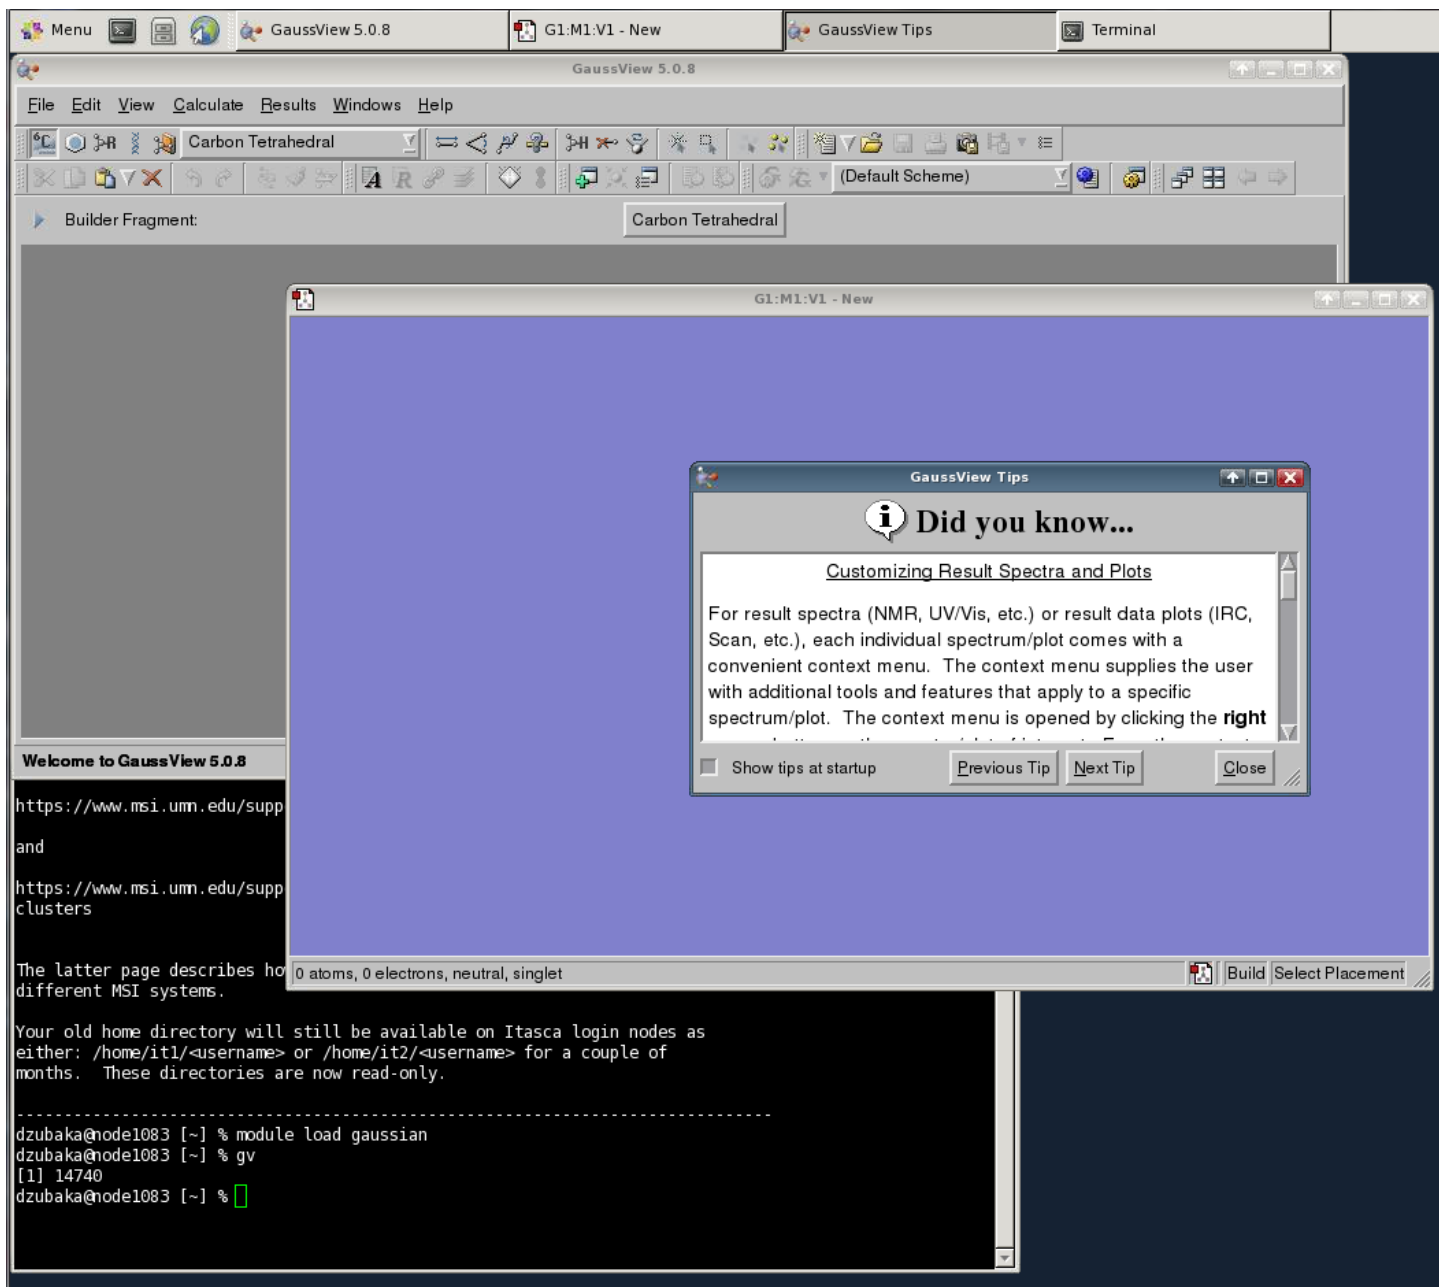 Menu
GaussView 5.0.8
G1:M1:V1 - New
GaussView Tips
Terminal
GaussView 5.0.8
File Edit View Calculate Results Windows Help
Carbon Tetrahedral
(Default Scheme)
Builder Fragment:
Carbon Tetrahedral
G1:M1:V1 - New
GaussView Tips
Did you know...
Customizing Result Spectra and Plots
For result spectra (NMR, UV/Vis, etc.) or result data plots (IRC,
Scan, etc.), each individual spectrum/plot comes with a
convenient context menu.  The context menu supplies the user
with additional tools and features that apply to a specific
spectrum/plot.  The context menu is opened by clicking the right
Show tips at startup
Previous Tip
Next Tip
Close
0 atoms, 0 electrons, neutral, singlet
Build
Select Placement
Welcome to GaussView 5.0.8
https://www.msi.umn.edu/supp
and
https://www.msi.umn.edu/supp
clusters
The latter page describes ho
different MSI systems.
Your old home directory will still be available on Itasca login nodes as
either: /home/it1/<username> or /home/it2/<username> for a couple of
months.  These directories are now read-only.
------------------------------------------------------------------------------
dzubaka@node1083 [~] % module load gaussian
dzubaka@node1083 [~] % gv
[1] 14740
dzubaka@node1083 [~] %